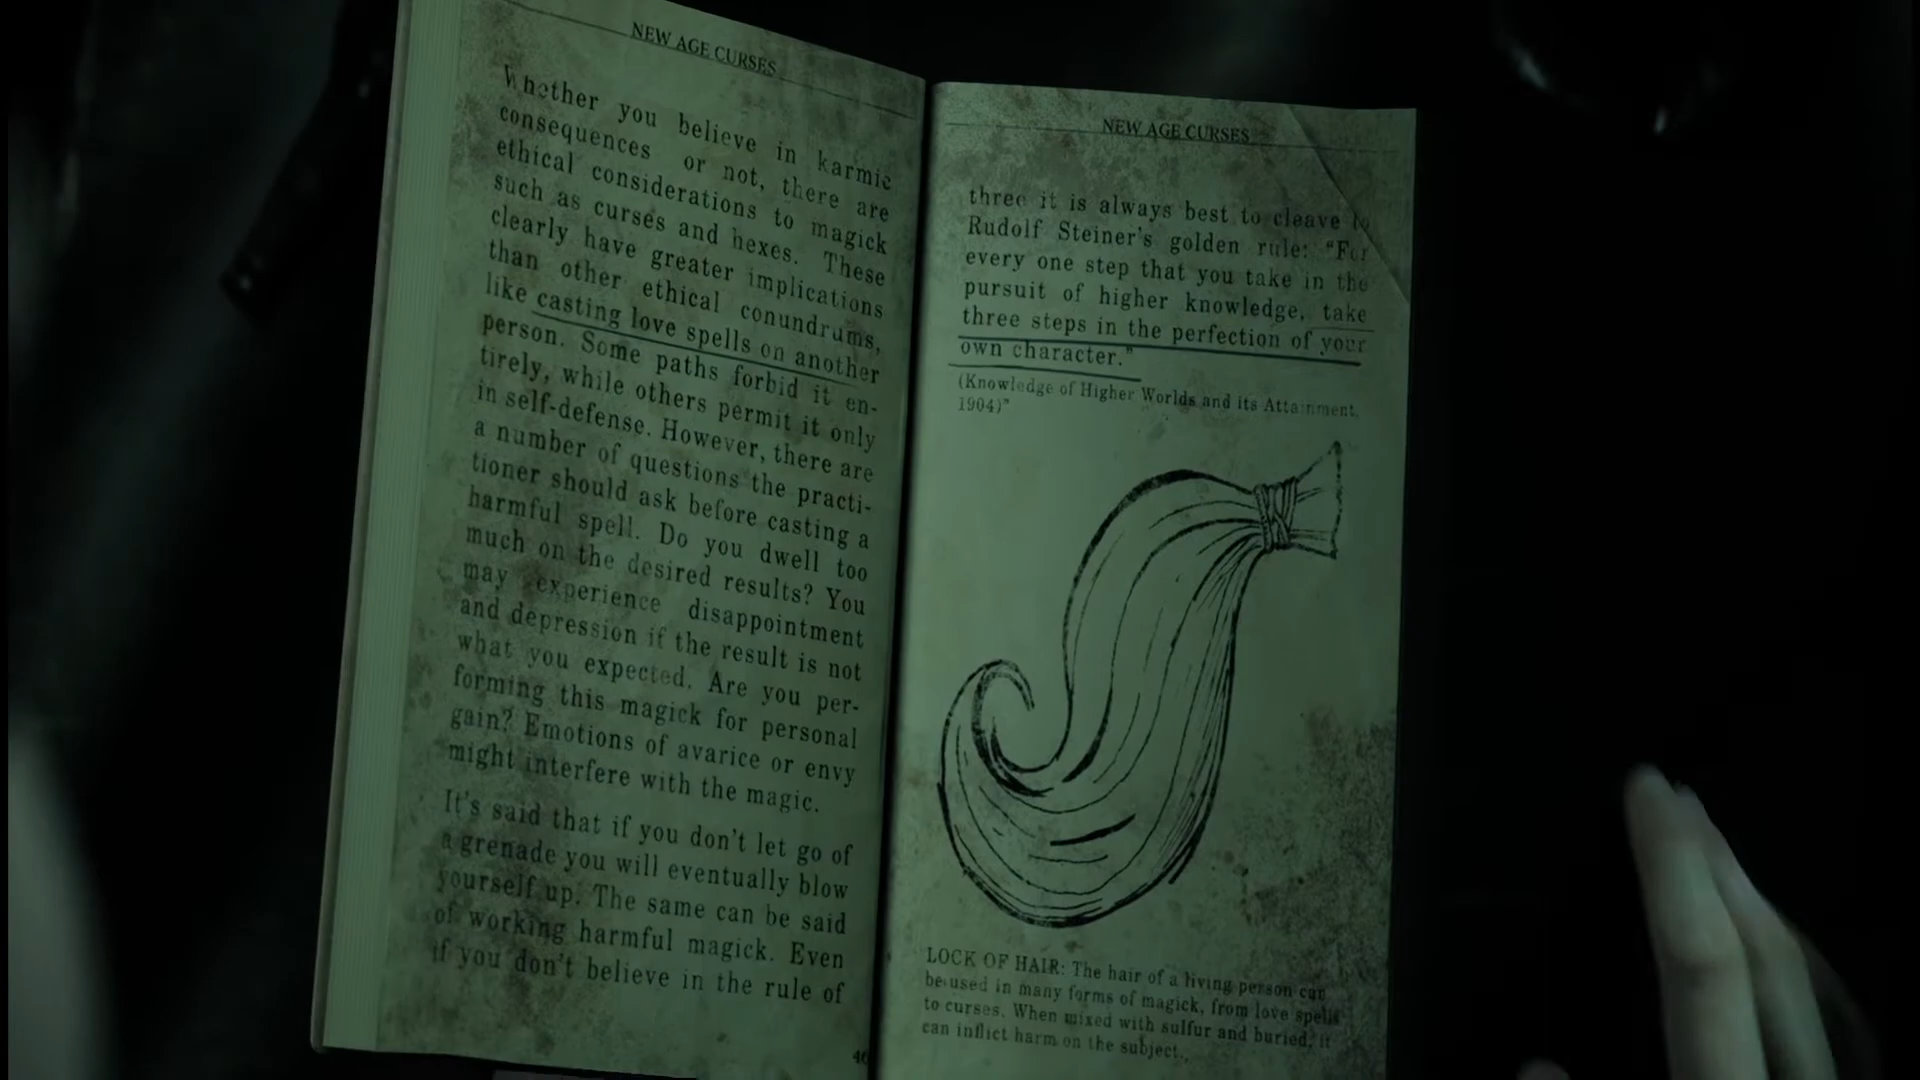 NEW AGE CURSES
Whether you believe in karmic
consequences or not, there are
ethical considerations to magick
such as curses and hexes. These
clearly have greater implications
than other ethical conundrums,
like casting love spells on another
person. Some paths forbid it en-
tirely, while others permit it only
in self-defense. However, there are
a number of questions the practi-
tioner should ask before casting a
harmful spell. Do you dwell too
much on the desired results? You
may experience disappointment
and depression if the result is not
what you expected. Are you per-
forming this magick for personal
gain? Emotions of avarice or envy
might interfere with the magic.
It's said that if you don't let go of
a grenade you will eventually blow
yourself up. The same can be said
of working harmful magick. Even
if you don't believe in the rule of
46
NEW AGE CURSES
three it is always best to cleave to
Rudolf Steiner's golden rule: "For
every one step that you take in the
pursuit of higher knowledge, take
three steps in the perfection of your
own character."
(Knowledge of Higher Worlds and its Attainment,
1904)"
LOCK OF HAIR: The hair of a living person can
be used in many forms of magick, from love spells
to curses. When mixed with sulfur and buried, it
can inflict harm on the subject.